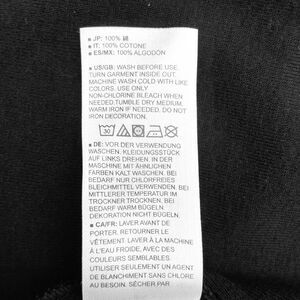 ▪ JP: 100% 綿
▪ IT: 100% COTONE
▪ ES/MX: 100% ALGODÓN
▪ US/GB: WASH BEFORE USE.
TURN GARMENT INSIDE OUT.
MACHINE WASH COLD WITH LIKE
COLORS. USE ONLY
NON-CHLORINE BLEACH WHEN
NEEDED.TUMBLE DRY MEDIUM.
WARM IRON IF NEEDED. DO NOT
IRON DECORATION.
30
▪ DE: VOR DER VERWENDUNG
WASCHEN. KLEIDUNGSSTÜCK
AUF LINKS DREHEN. IN DER
MASCHINE MIT ÄHNLICHEN
FARBEN KALT WASCHEN. BEI
BEDARF NUR CHLORFREIES
BLEICHMITTEL VERWENDEN. BEI
MITTLERER TEMPERATUR IM
TROCKNER TROCKNEN. BEI
BEDARF WARM BÜGELN.
DEKORATION NICHT BÜGELN
▪ CA/FR: LAVER AVANT DE
PORTER. RETOURNER LE
VÊTEMENT. LAVER À LA MACHINE
À L'EAU FROIDE, AVEC DES
COULEURS SEMBLABLES.
UTILISER SEULEMENT UN AGENT
DE BLANCHIMENT SANS CHLORE
AU BESOIN. SÉCHER PAR